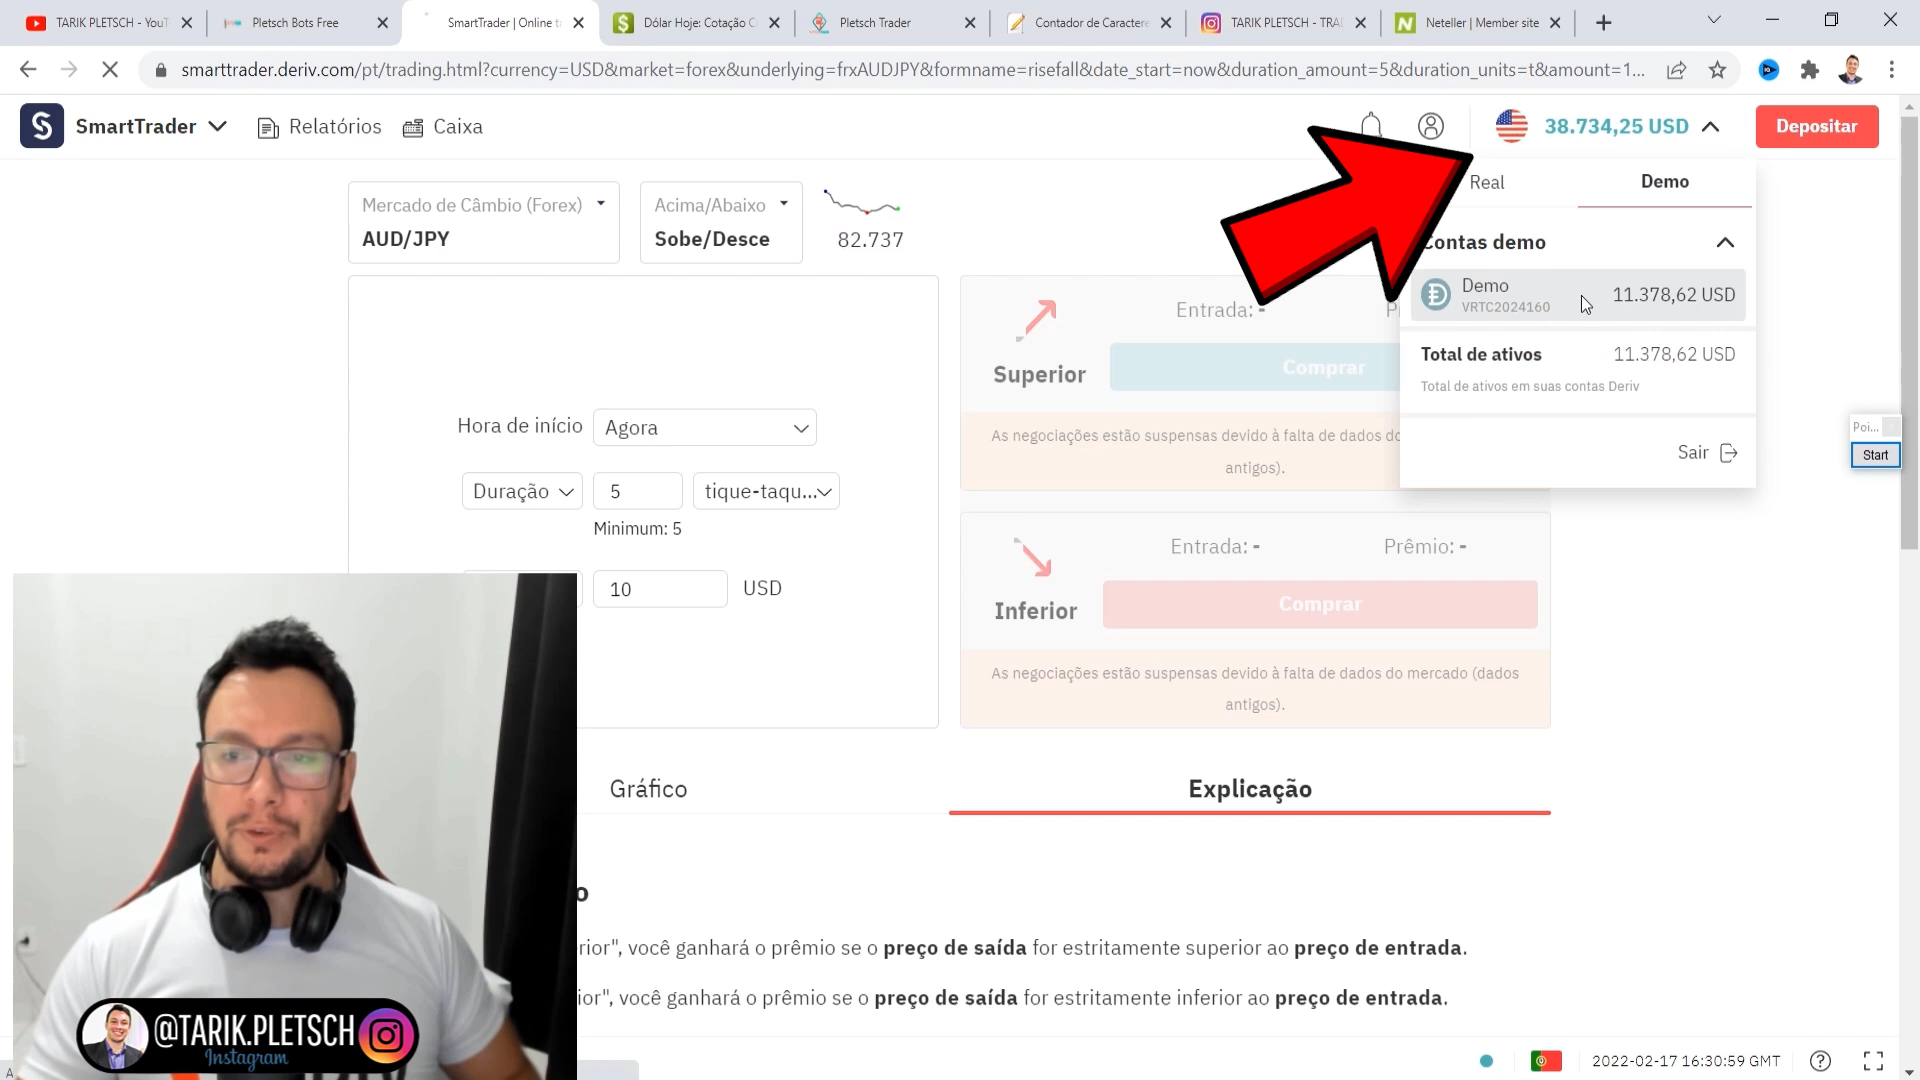 TARIK PLETSCH - YouT
Pletsch Bots Free
SmartTrader | Online t
Dólar Hoje: Cotação C
Pletsch Trader
Contador de Caractere
TARIK PLETSCH - TRA
Neteller | Member site
smarttrader.deriv.com/pt/trading.html?currency=USD&market=forex&underlying=frxAUDJPY&formname=risefall&date_start=now&duration_amount=5&duration_units=t&amount=1...
SmartTrader
Relatórios
Caixa
38.734,25 USD
Depositar
Real
Demo
Mercado de Câmbio (Forex)
AUD/JPY
Acima/Abaixo
Sobe/Desce
82.737
Contas demo
Demo
VRTC2024160
11.378,62 USD
Total de ativos
11.378,62 USD
Total de ativos em suas contas Deriv
Sair
Entrada: -
Superior
Comprar
As negociações estão suspensas devido à falta de dados do
antigos).
Hora de início
Agora
Duração
5
tique-taqu...
Minimum: 5
10
USD
Entrada: -
Prêmio: -
Inferior
Comprar
As negociações estão suspensas devido à falta de dados do mercado (dados
antigos).
Poi...
Start
Gráfico
Explicação
o
rior", você ganhará o prêmio se o preço de saída for estritamente superior ao preço de entrada.
ior", você ganhará o prêmio se o preço de saída for estritamente inferior ao preço de entrada.
@TARIK.PLETSCH
Instagram
2022-02-17 16:30:59 GMT